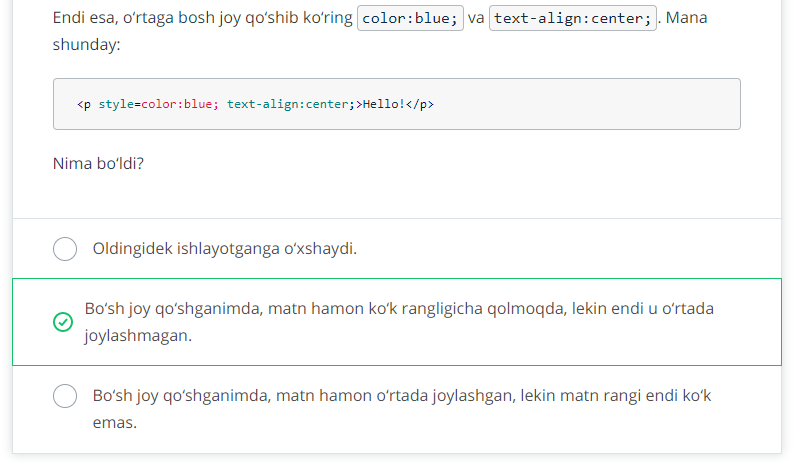 Endi esa, oʻrtaga bosh joy qoʻshib koʻring color:blue; va text-align:center; . Mana
shunday:
<p style=color:blue; text-align:center;>Hello!</p>
Nima boʻldi?
Oldingidek ishlayotganga oʻxshaydi.
Boʻsh joy qoʻshganimda, matn hamon koʻk rangligicha qolmoqda, lekin endi u oʻrtada
joylashmagan.
Boʻsh joy qoʻshganimda, matn hamon oʻrtada joylashgan, lekin matn rangi endi koʻk
emas.